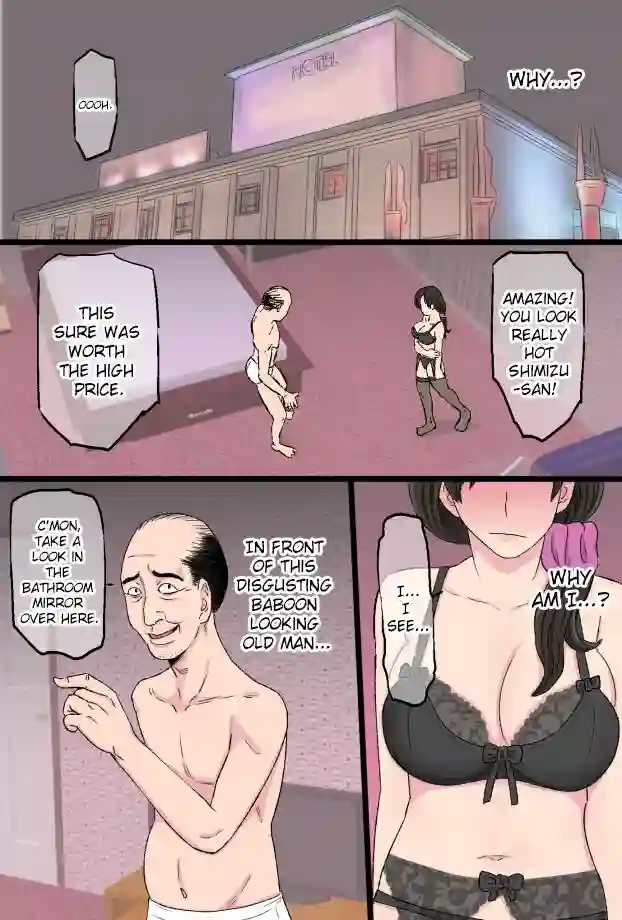 HOTEL
WHY...?
OOOH.
AMAZING!
YOU LOOK
REALLY
HOT
SHIMIZU
-SAN!
THIS
SURE WAS
WORTH
THE HIGH
PRICE.
C'MON,
TAKE A
LOOK IN
THE
BATHROOM
MIRROR
OVER HERE.
IN FRONT
OF THIS
DISGUSTING
BABOON
LOOKING
OLD MAN...
I...
I
SEE...
WHY
AM I...?